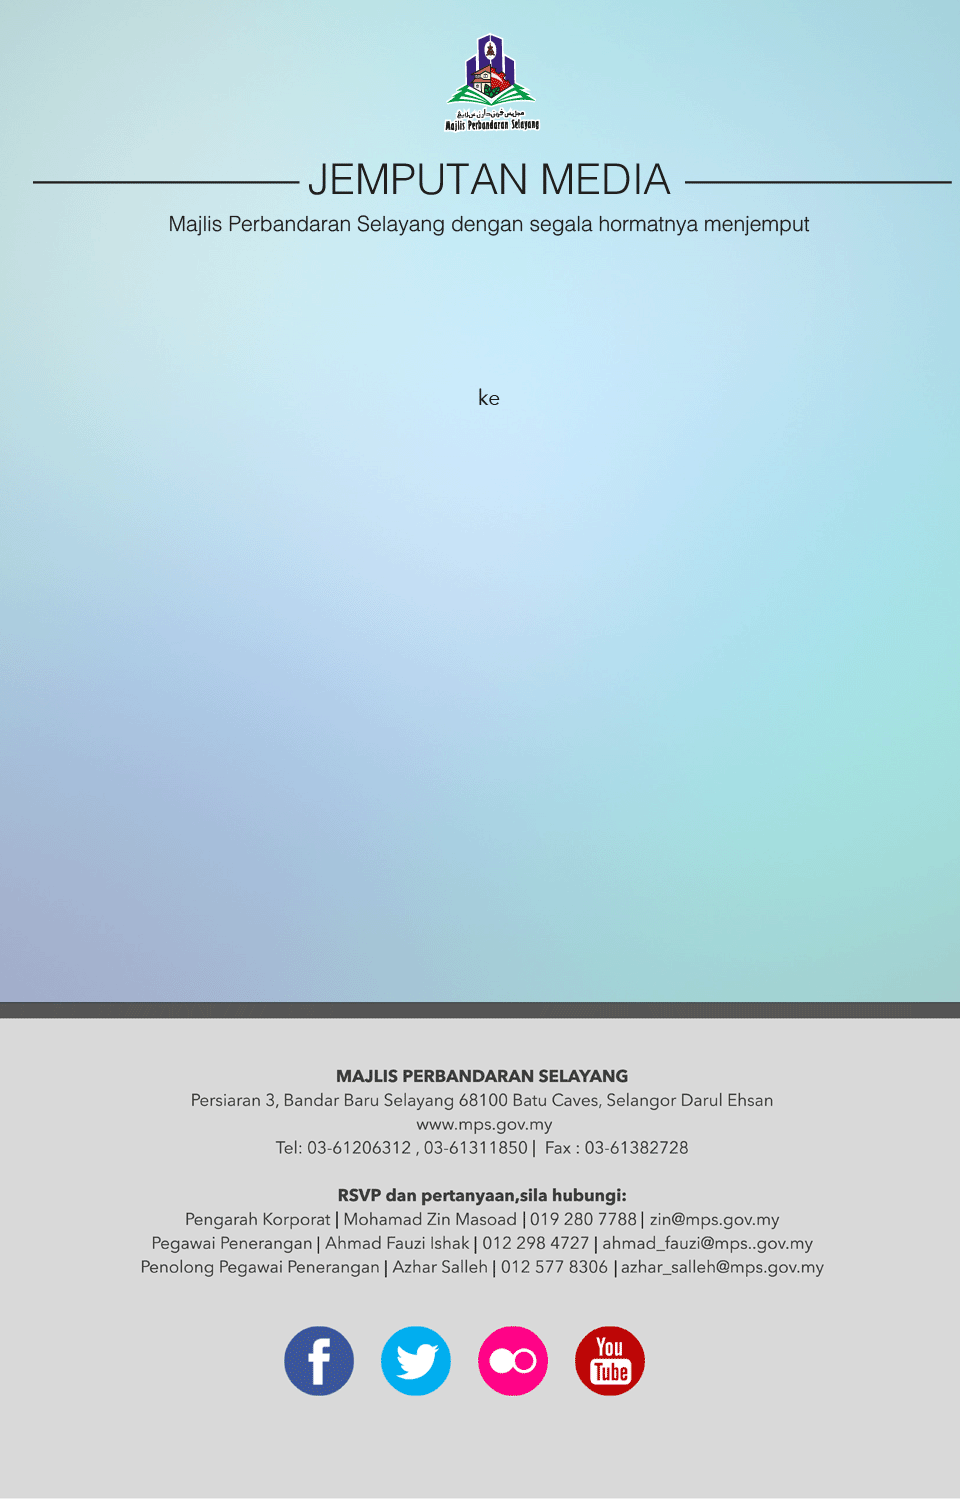 Majlis Perbandaran Selayang
JEMPUTAN MEDIA
Majlis Perbandaran Selayang dengan segala hormatnya menjemput
ke
MAJLIS PERBANDARAN SELAYANG
Persiaran 3, Bandar Baru Selayang 68100 Batu Caves, Selangor Darul Ehsan
www.mps.gov.my
Tel: 03-61206312 , 03-61311850 | Fax : 03-61382728
RSVP dan pertanyaan,sila hubungi:
Pengarah Korporat | Mohamad Zin Masoad | 019 280 7788 | zin@mps.gov.my
Pegawai Penerangan | Ahmad Fauzi Ishak | 012 298 4727 | ahmad_fauzi@mps..gov.my
Penolong Pegawai Penerangan | Azhar Salleh | 012 577 8306 | azhar_salleh@mps.gov.my
f
You
Tube